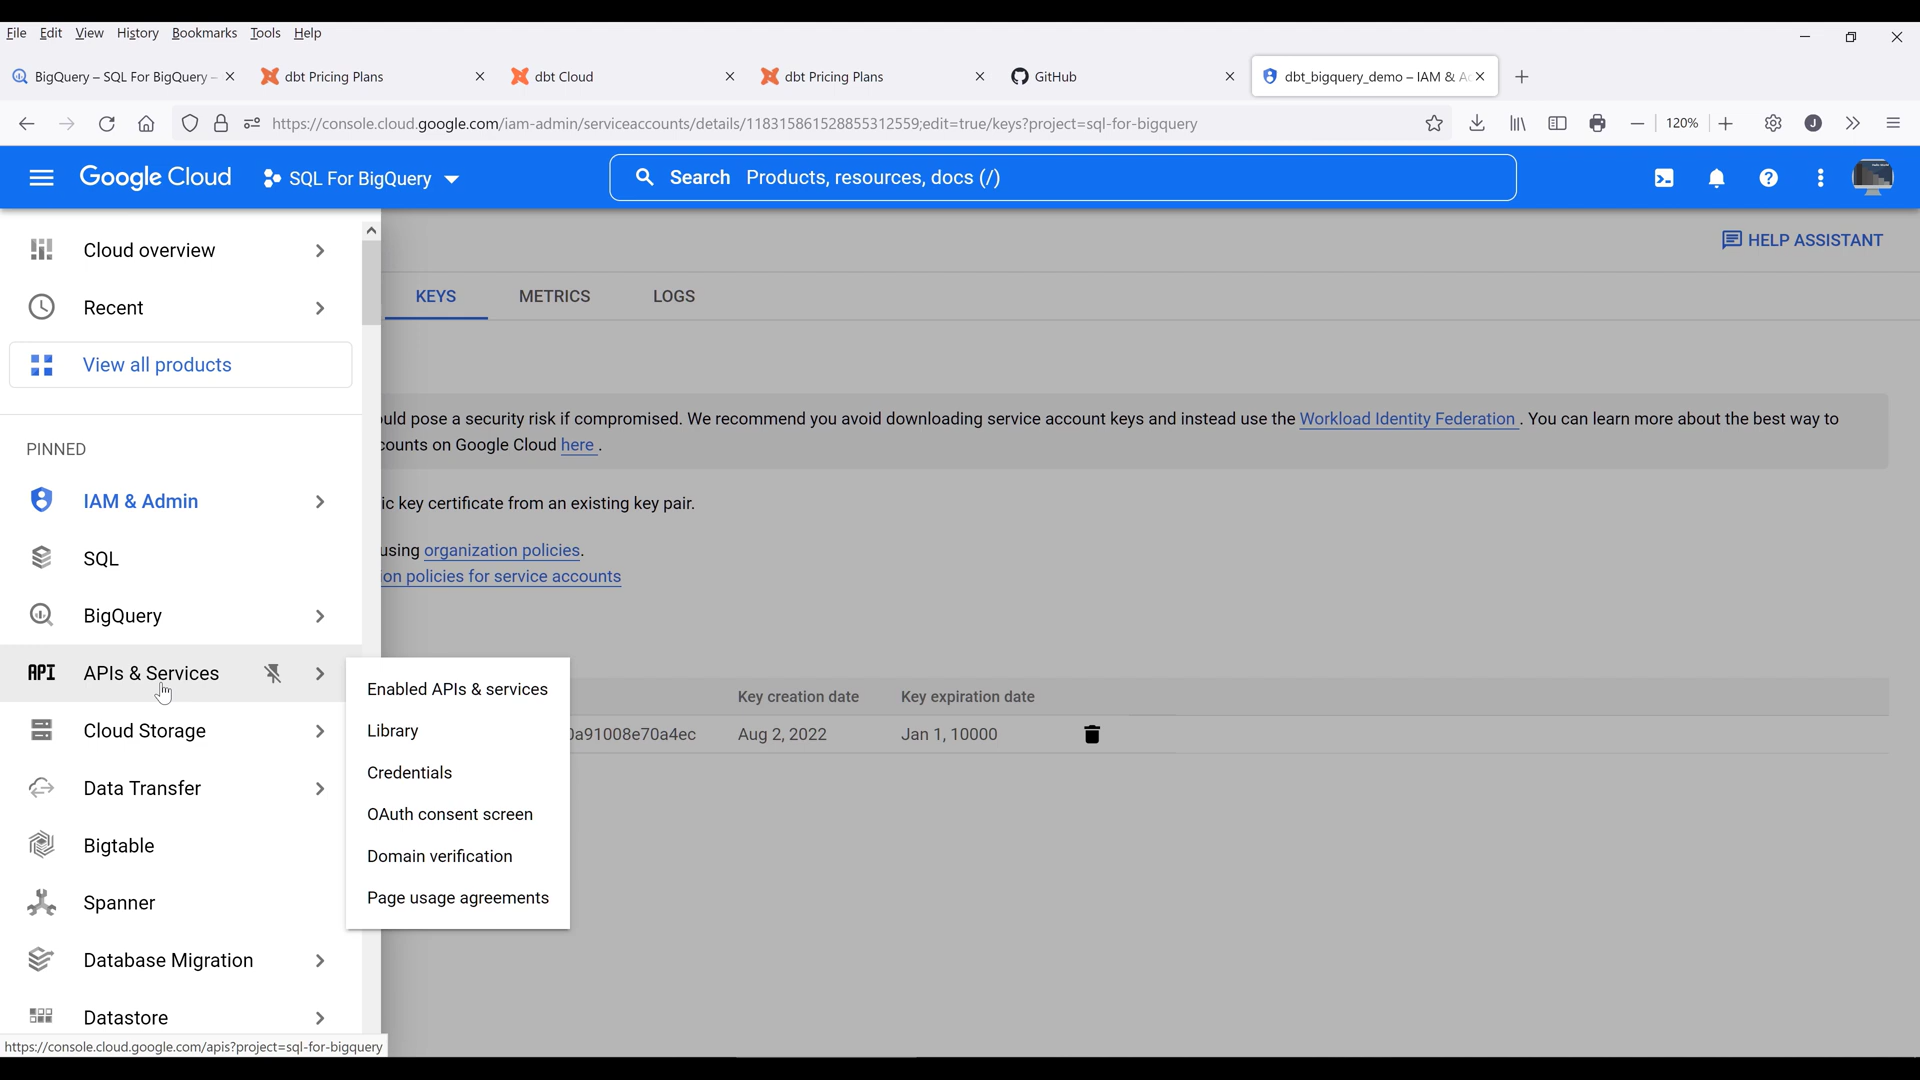 File Edit View History Bookmarks Tools Help
BigQuery – SQL For BigQuery –
dbt Pricing Plans
dbt Cloud
dbt Pricing Plans
GitHub
dbt_bigquery_demo – IAM & A
https://console.cloud.google.com/iam-admin/serviceaccounts/details/118315861528855312559;edit=true/keys?project=sql-for-bigquery
120%
J
Google Cloud
SQL For BigQuery
Search Products, resources, docs (/)
Cloud overview
HELP ASSISTANT
Recent
KEYS METRICS LOGS
View all products
uld pose a security risk if compromised. We recommend you avoid downloading service account keys and instead use the Workload Identity Federation . You can learn more about the best way to
counts on Google Cloud here .
PINNED
IAM & Admin
ic key certificate from an existing key pair.
using organization policies.
SQL
ion policies for service accounts
BigQuery
API APIs & Services
Enabled APIs & services
Key creation date Key expiration date
Library
0a91008e70a4ec Aug 2, 2022 Jan 1, 10000
Cloud Storage
Credentials
Data Transfer
OAuth consent screen
Bigtable
Domain verification
Spanner
Page usage agreements
Database Migration
Datastore
https://console.cloud.google.com/apis?project=sql-for-bigquery